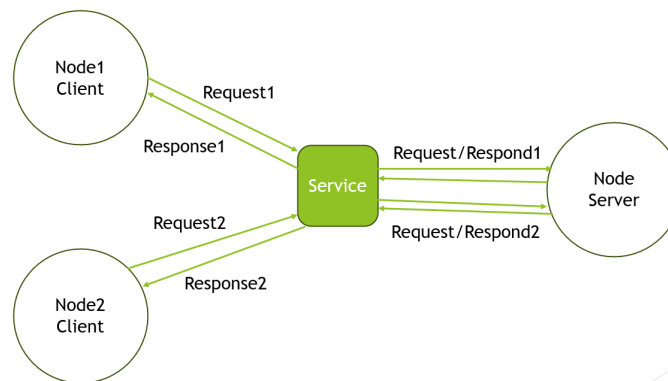 Node1
Client
Request1
Response1
Service
Request/Respond1
Node
Server
Request/Respond2
Request2
Response2
Node2
Client